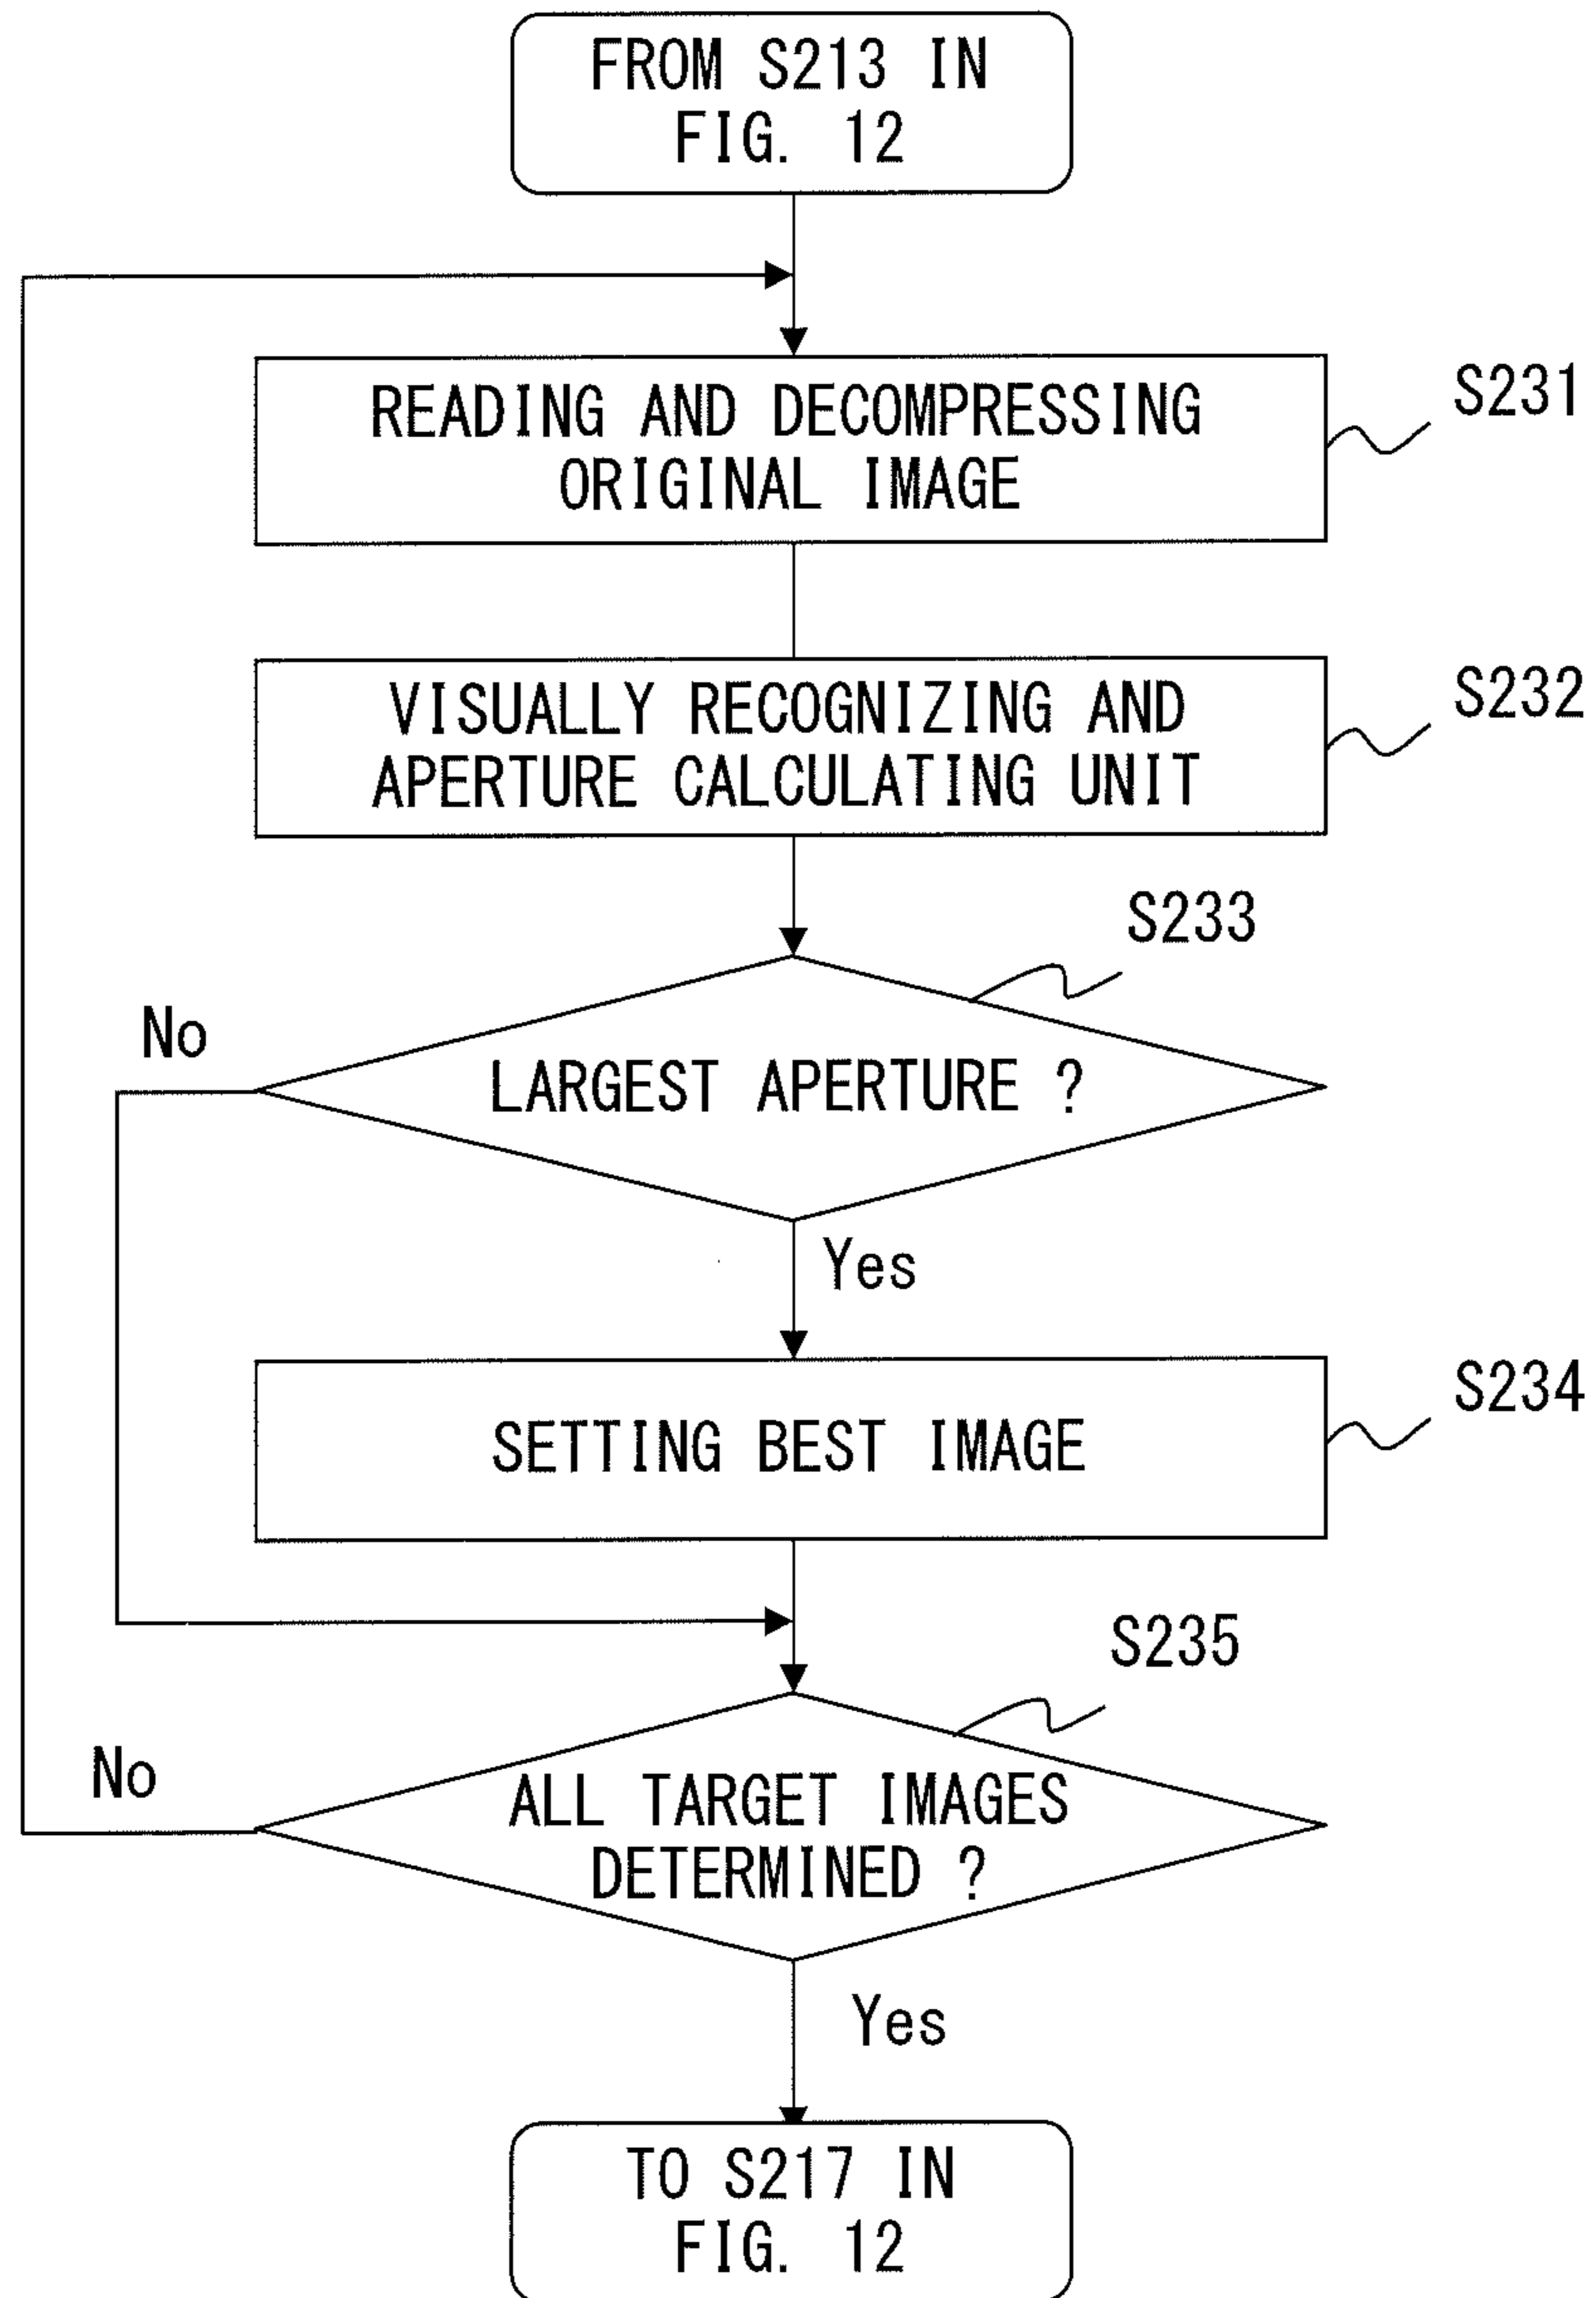 FROM S213 IN
FIG. 12
READING AND DECOMPRESSING
ORIGINAL IMAGE
S231
VISUALLY RECOGNIZING AND
APERTURE CALCULATING UNIT
S232
S233
No
LARGEST APERTURE ?
Yes
SETTING BEST IMAGE
S234
S235
No
ALL TARGET IMAGES
DETERMINED ?
Yes
TO S217 IN
FIG. 12